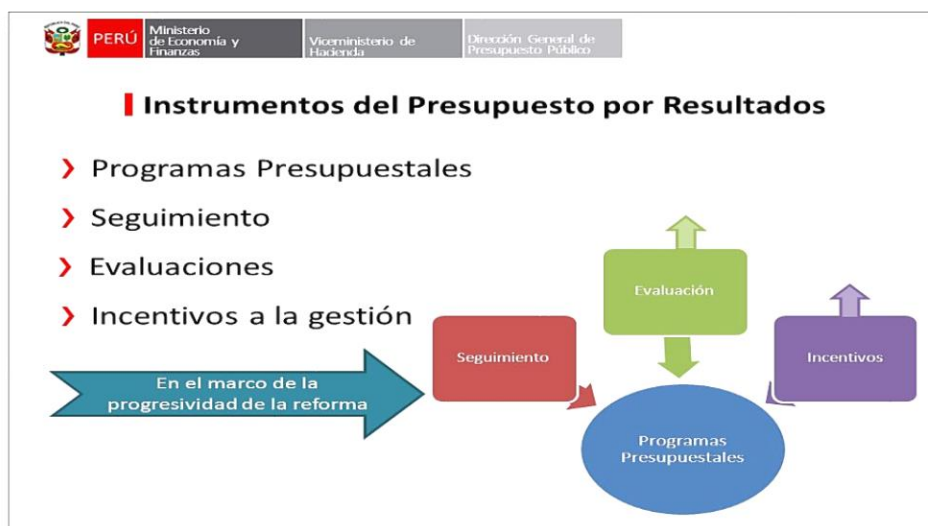 PERÚ
Ministerio
de Economía y
Finanzas
Viceministerio de
Hacienda
Dirección General de
Presupuesto Público
Instrumentos del Presupuesto por Resultados
Programas Presupuestales
Seguimiento
Evaluaciones
Incentivos a la gestión
En el marco de la
progresividad de la reforma
Seguimiento
Evaluación
Incentivos
Programas
Presupuestales